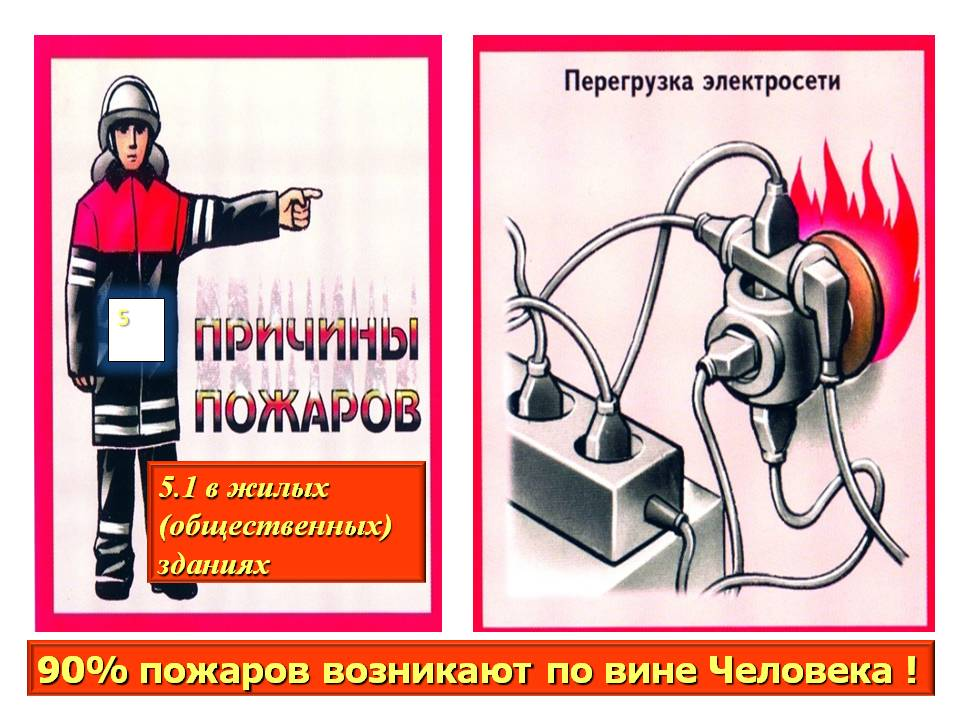 5
ПРИЧИНЫ
ПОЖАРОВ
5.1 в жилых
(общественных)
зданиях
Перегрузка электросети
90% пожаров возникают по вине Человека !